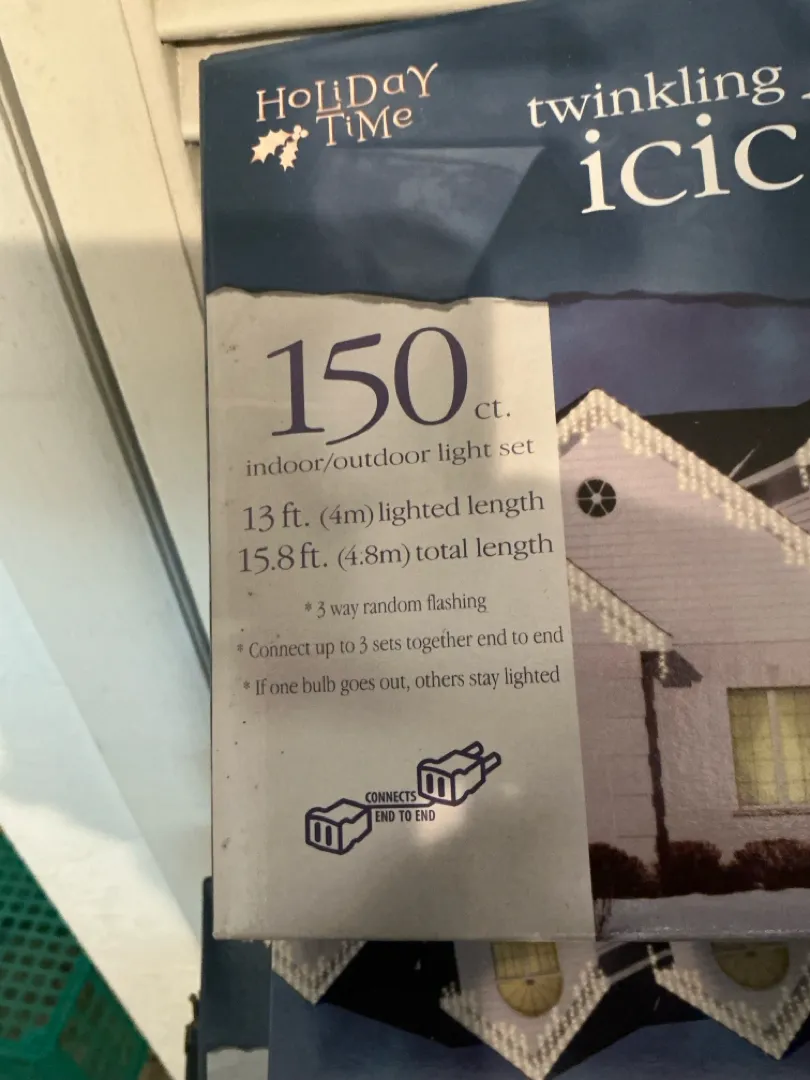 HOLiDaY
TiMe
twinkling
icic
150 ct.
indoor/outdoor light set
13 ft. (4m) lighted length
15.8 ft. (4.8m) total length
* 3 way random flashing
* Connect up to 3 sets together end to end
* If one bulb goes out, others stay lighted
CONNECTS
END TO END